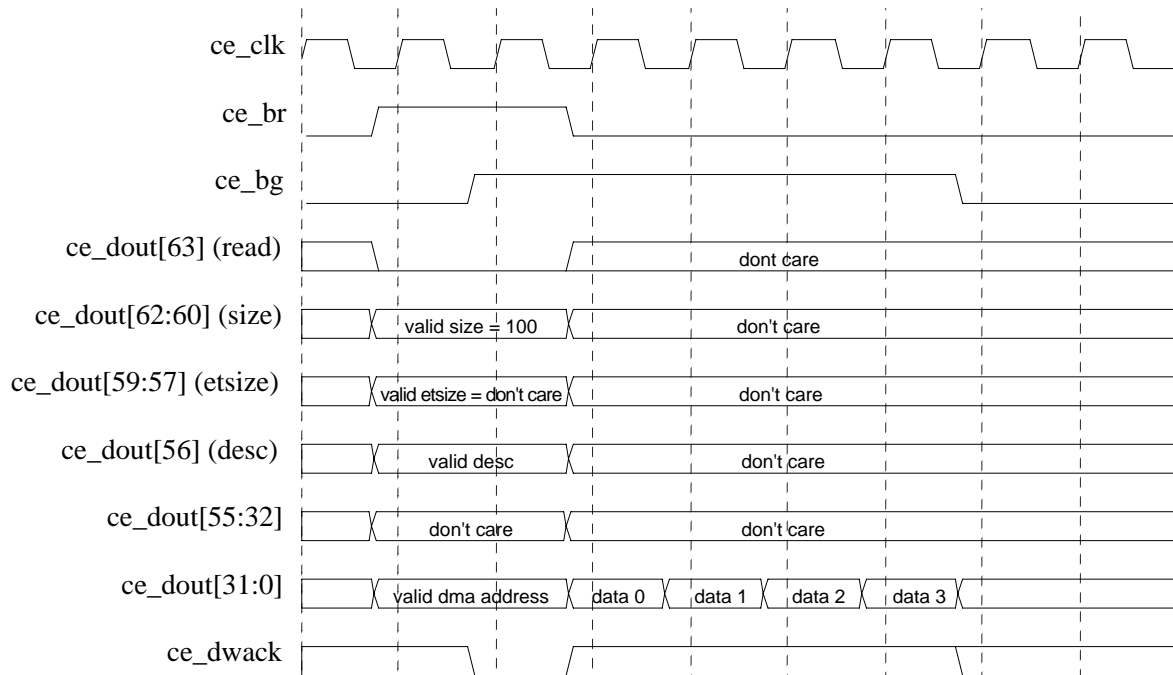 ce_clk
ce_br
ce_bg
ce_dout[63] (read)
dont care
ce_dout[62:60] (size)
valid size = 100
don't care
ce_dout[59:57] (etsize)
valid etsize = don't care
don't care
ce_dout[56] (desc)
valid desc
don't care
ce_dout[55:32]
don't care
don't care
ce_dout[31:0]
valid dma address
data 0
data 1
data 2
data 3
ce_dwack